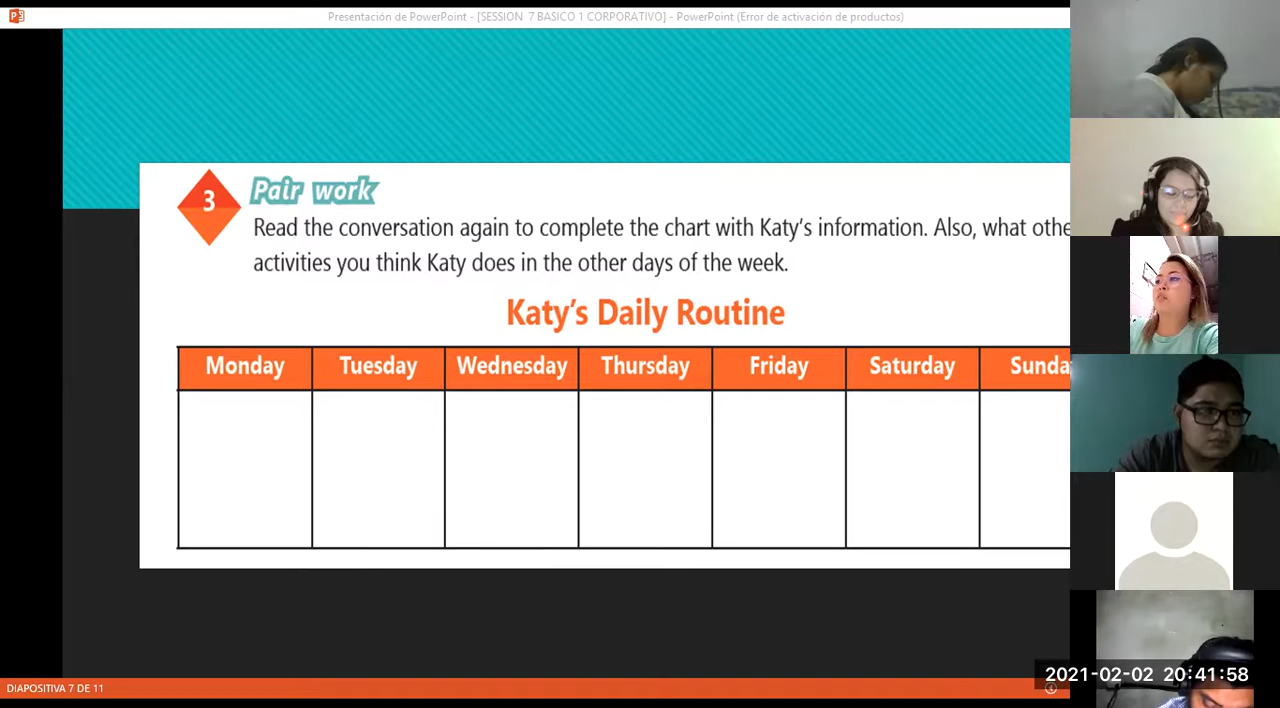 Presentación de PowerPoint - [SESSION 7 BASICO 1 CORPORATIVO] - PowerPoint (Error de activación de productos)
3
Pair work
Read the conversation again to complete the chart with Katy's information. Also, what othe
activities you think Katy does in the other days of the week.
Katy's Daily Routine
Monday Tuesday Wednesday Thursday Friday Saturday Sunda
2021-02-02 20:41:58
DIAPOSITIVA 7 DE 11